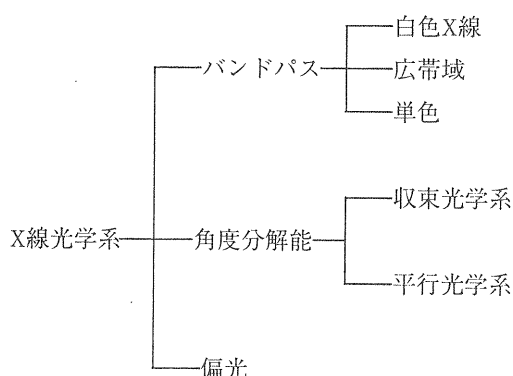 白色X線
バンドパス
広帯域
単色
収束光学系
X線光学系
角度分解能
平行光学系
偏光